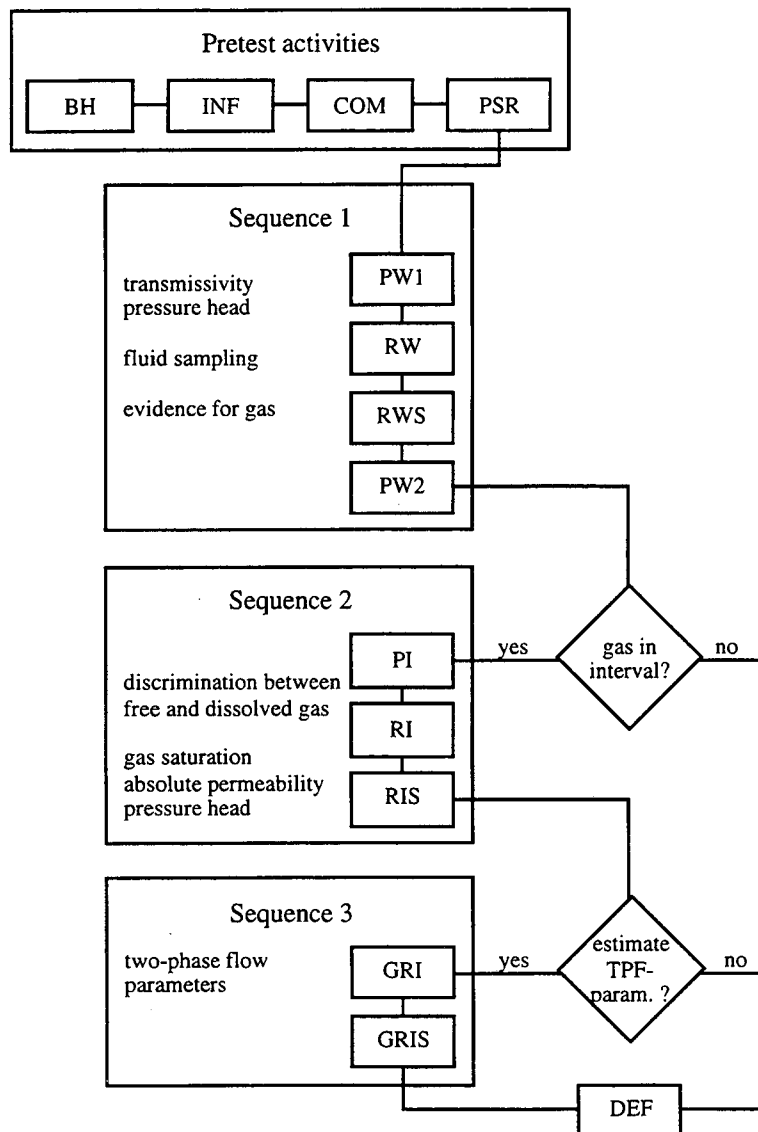 Pretest activities
BH
INF
COM
PSR
Sequence 1
transmissivity
pressure head
fluid sampling
evidence for gas
PW1
RW
RWS
PW2
Sequence 2
discrimination between
free and dissolved gas
gas saturation
absolute permeability
pressure head
PI
RI
RIS
yes
gas in
interval?
no
Sequence 3
two-phase flow
parameters
GRI
GRIS
yes
estimate
TPF-
param. ?
no
DEF